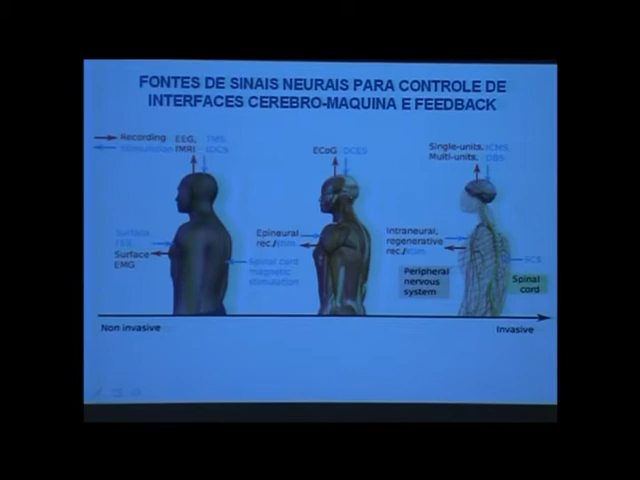 FONTES DE SINAIS NEURAIS PARA CONTROLE DE
INTERFACES CEREBRO-MAQUINA E FEEDBACK
Recording
Stimulation
EEG, TMS,
fMRI tDCS
Surface
FES
Surface
EMG
Spinal cord
magnetic
stimulation
ECoG DCES
Epineural
rec./stim.
Single-units, ICMS,
Multi-units, DBS
Intraneural,
regenerative
rec./stim.
SCS
Peripheral
nervous
system
Spinal
cord
Non invasive
Invasive